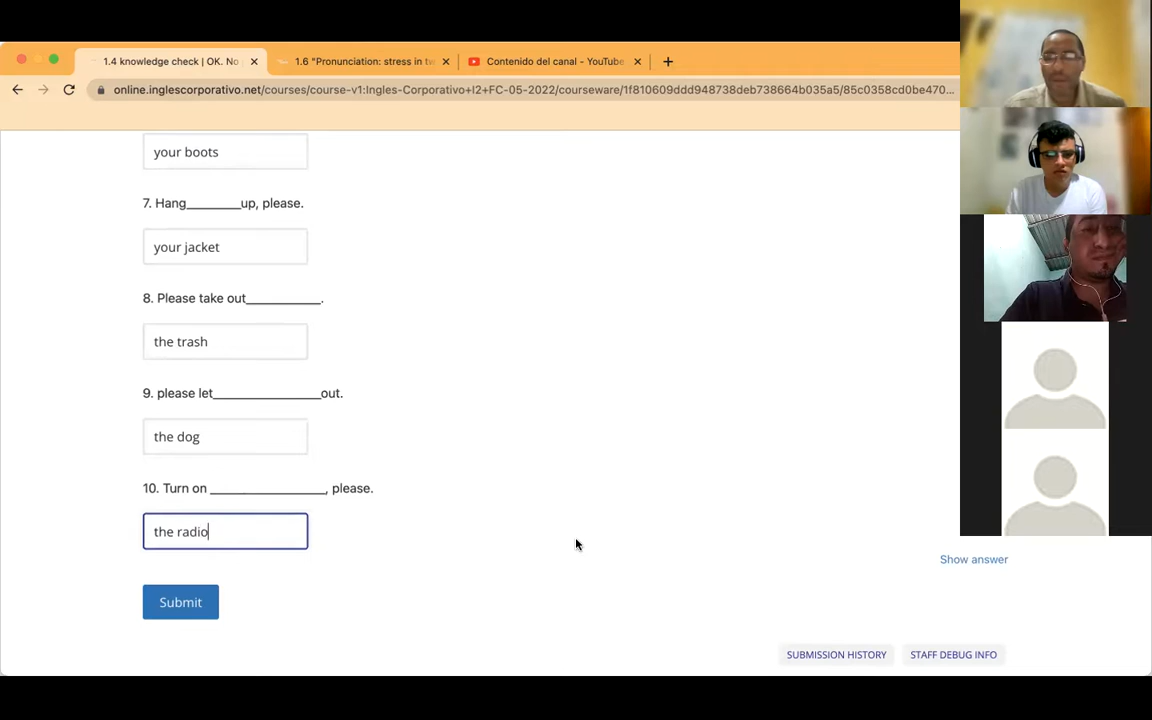 1.4 knowledge check | OK. No
1.6 "Pronunciation: stress in tw
Contenido del canal - YouTube
online.inglescorporativo.net/courses/course-v1:Ingles-Corporativo+I2+FC-05-2022/courseware/1f810609ddd948738deb738664b035a5/85c0358cd0be470...
your boots
7. Hang________up, please.
your jacket
8. Please take out___________.
the trash
9. please let________________out.
the dog
10. Turn on _________________, please.
the radio
Show answer
Submit
SUBMISSION HISTORY
STAFF DEBUG INFO